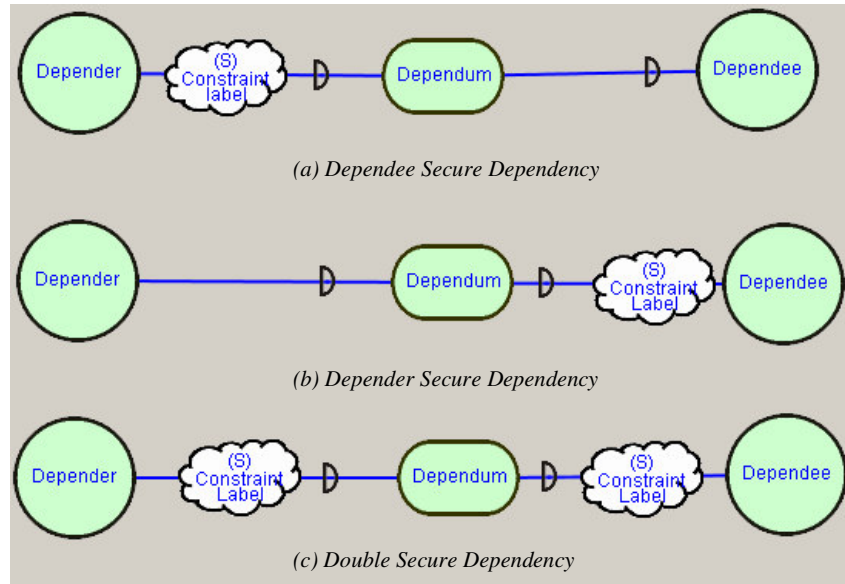 Depender
(S)
Constraint
label
Dependum
Dependee
(a) Dependee Secure Dependency
Depender
Dependum
(S)
Constraint
Label
Dependee
(b) Depender Secure Dependency
Depender
(S)
Constraint
Label
Dependum
(S)
Constraint
Label
Dependee
(c) Double Secure Dependency